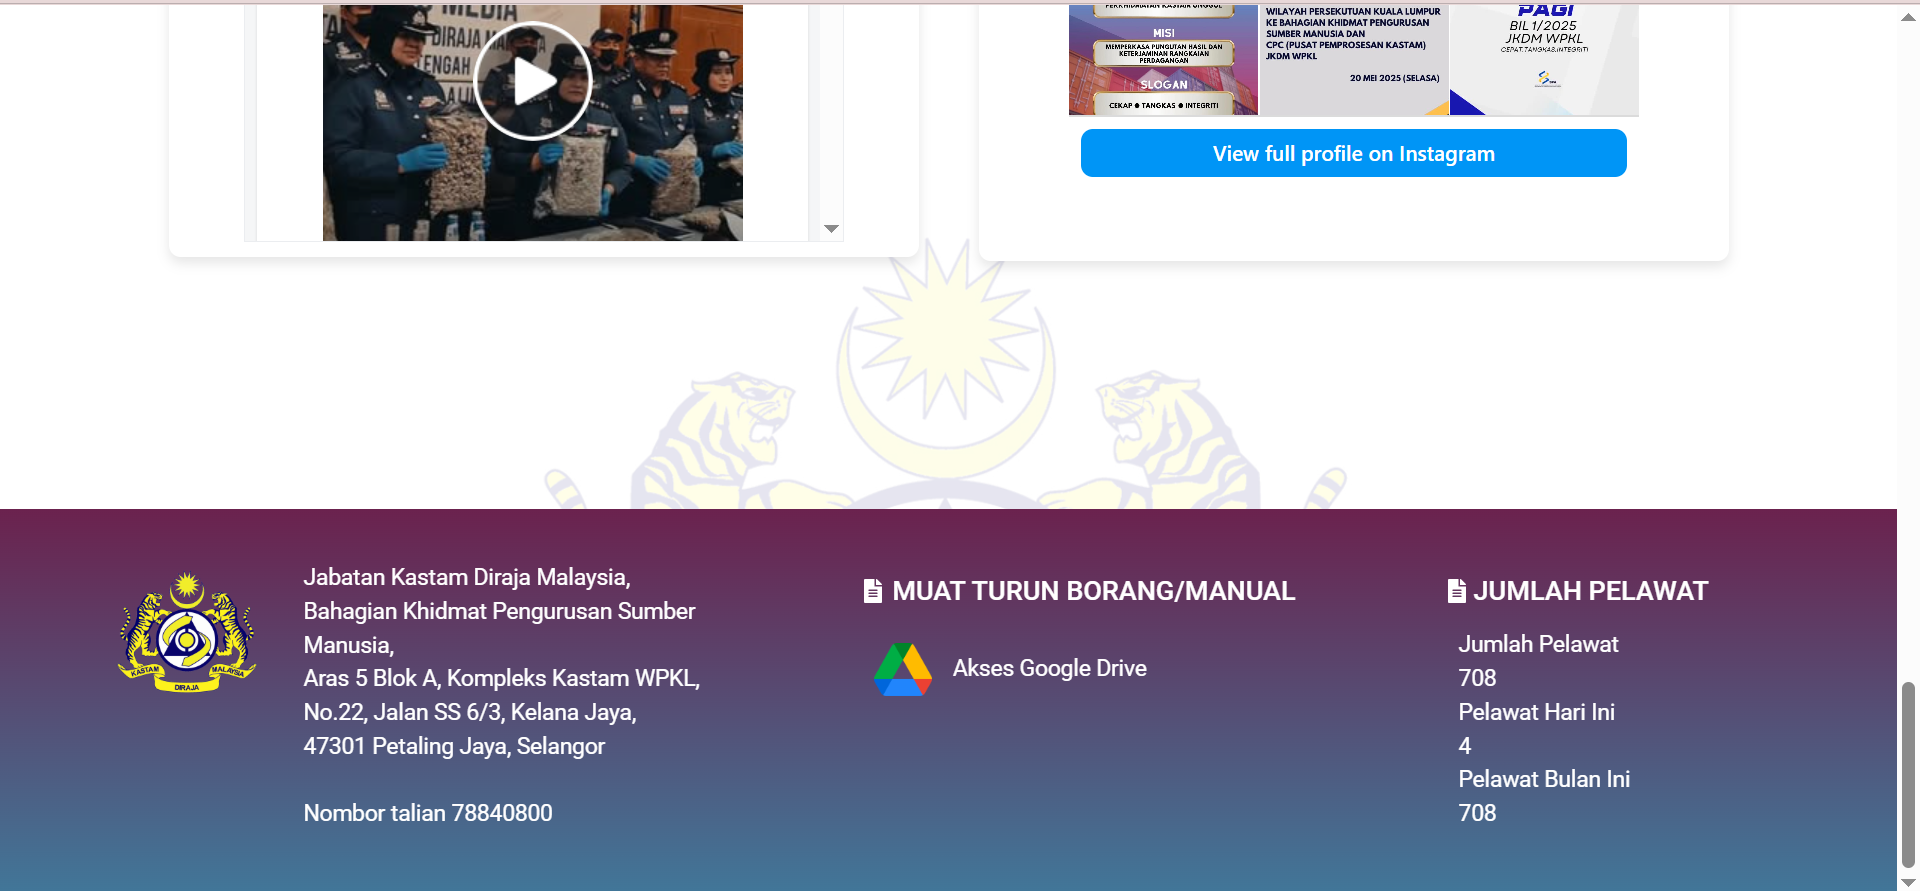 MEDIA
DIRAJA MALAYSIA
TENGAH
PERKHIDMATAN KASTAM UNGGUL
MISI
MEMPERKASA PUNGUTAN HASIL DAN
KETERJAMINAN RANGKAIAN
PERDAGANGAN
SLOGAN
CEKAP ● TANGKAS ● INTEGRITI
WILAYAH PERSEKUTUAN KUALA LUMPUR
KE BAHAGIAN KHIDMAT PENGURUSAN
SUMBER MANUSIA DAN
CPC (PUSAT PEMPROSESAN KASTAM)
JKDM WPKL
20 MEI 2025 (SELASA)
PAGI
BIL 1/2025
JKDM WPKL
CEPAT.TANGKAS.INTEGRITI
View full profile on Instagram
KASTAM
DIRAJA
MALAYSIA
Jabatan Kastam Diraja Malaysia,
Bahagian Khidmat Pengurusan Sumber
Manusia,
Aras 5 Blok A, Kompleks Kastam WPKL,
No.22, Jalan SS 6/3, Kelana Jaya,
47301 Petaling Jaya, Selangor
Nombor talian 78840800
MUAT TURUN BORANG/MANUAL
Akses Google Drive
JUMLAH PELAWAT
Jumlah Pelawat
708
Pelawat Hari Ini
4
Pelawat Bulan Ini
708